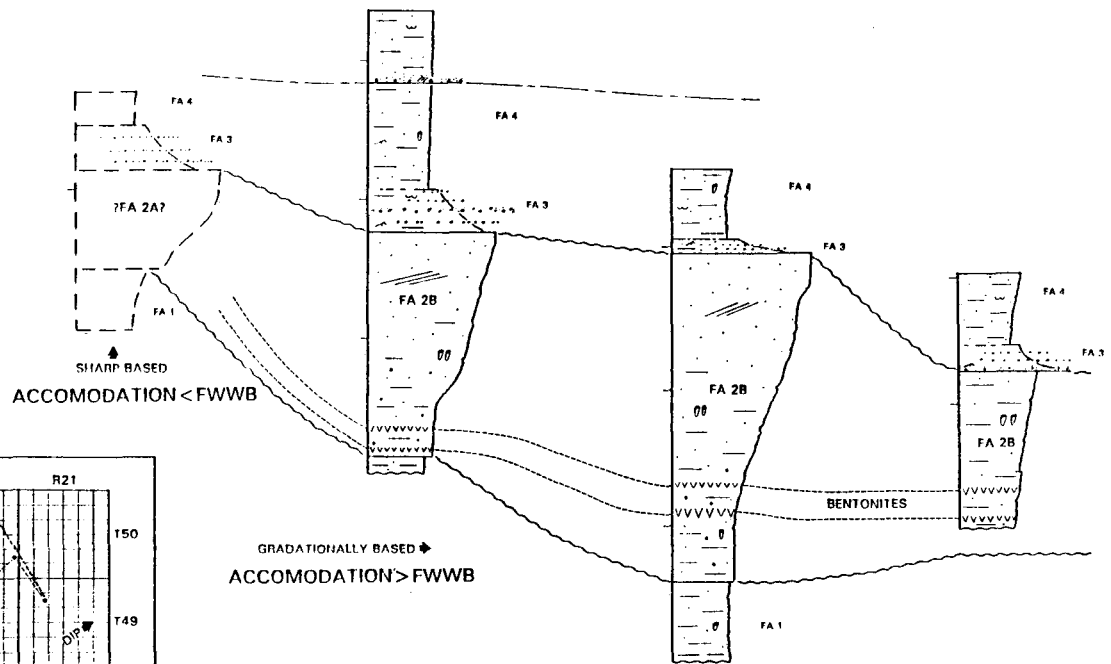 FA 4
FA 3
?FA 2A?
FA 1
SHARP BASED
ACCOMODATION < FWWB
FA 4
FA 3
FA 2B
GRADATIONALLY BASED
ACCOMODATION > FWWB
FA 4
FA 3
FA 2B
FA 1
BENTONITES
FA 4
FA 3
FA 2B
R21
T50
T49
DIP